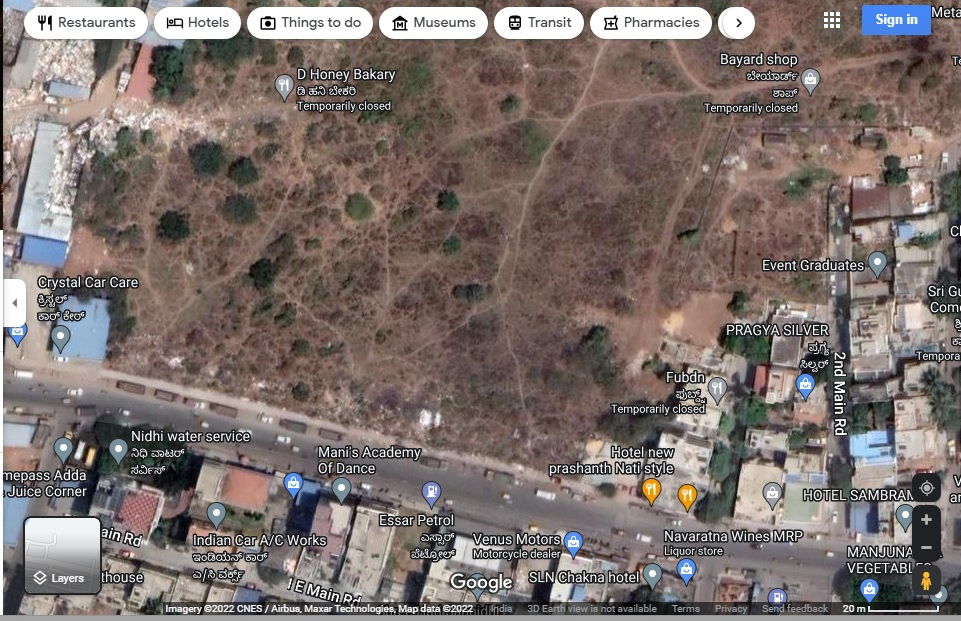 Restaurants
Hotels
Things to do
Museums
Transit
Pharmacies
Sign in
Meta
D Honey Bakary
ಡಿ ಹನಿ ಬೇಕರಿ
Temporarily closed
Bayard shop
ಬೇಯಾರ್ಡ್
ಶಾಪ್
Temporarily closed
Event Graduates
Crystal Car Care
ಕ್ರಿಸ್ಟಲ್
ಕಾರ್ ಕೇರ್
Sri Gu
Come
Tempora
PRAGYA SILVER
ಪ್ರಗ್ಯ
ಸಿಲ್ವರ್
2nd Main Rd
Fubdn
ಫುಬ್ಡ್ನ್
Temporarily closed
Nidhi water service
ನಿಧಿ ವಾಟರ್
ಸರ್ವಿಸ್
Mani's Academy
Of Dance
Hotel new
prashanth Nati style
mepass Adda
Juice Corner
HOTEL SAMBRAM
Essar Petrol
ಎಸ್ಸಾರ್
ಪೆಟ್ರೋಲ್
ain Rd
Indian Car A/C Works
ಇಂಡಿಯನ್ ಕಾರ್
ಎ/ಸಿ ವರ್ಕ್ಸ್
Venus Motors
Motorcycle dealer
Navaratna Wines MRP
Liquor store
MANJUNA
VEGETABLE
Layers
thouse
I E Main Rd
Google
SLN Chakna hotel
Imagery ©2022 CNES / Airbus, Maxar Technologies, Map data ©2022
India
3D Earth view is not available
Terms
Privacy
Send feedback
20 m